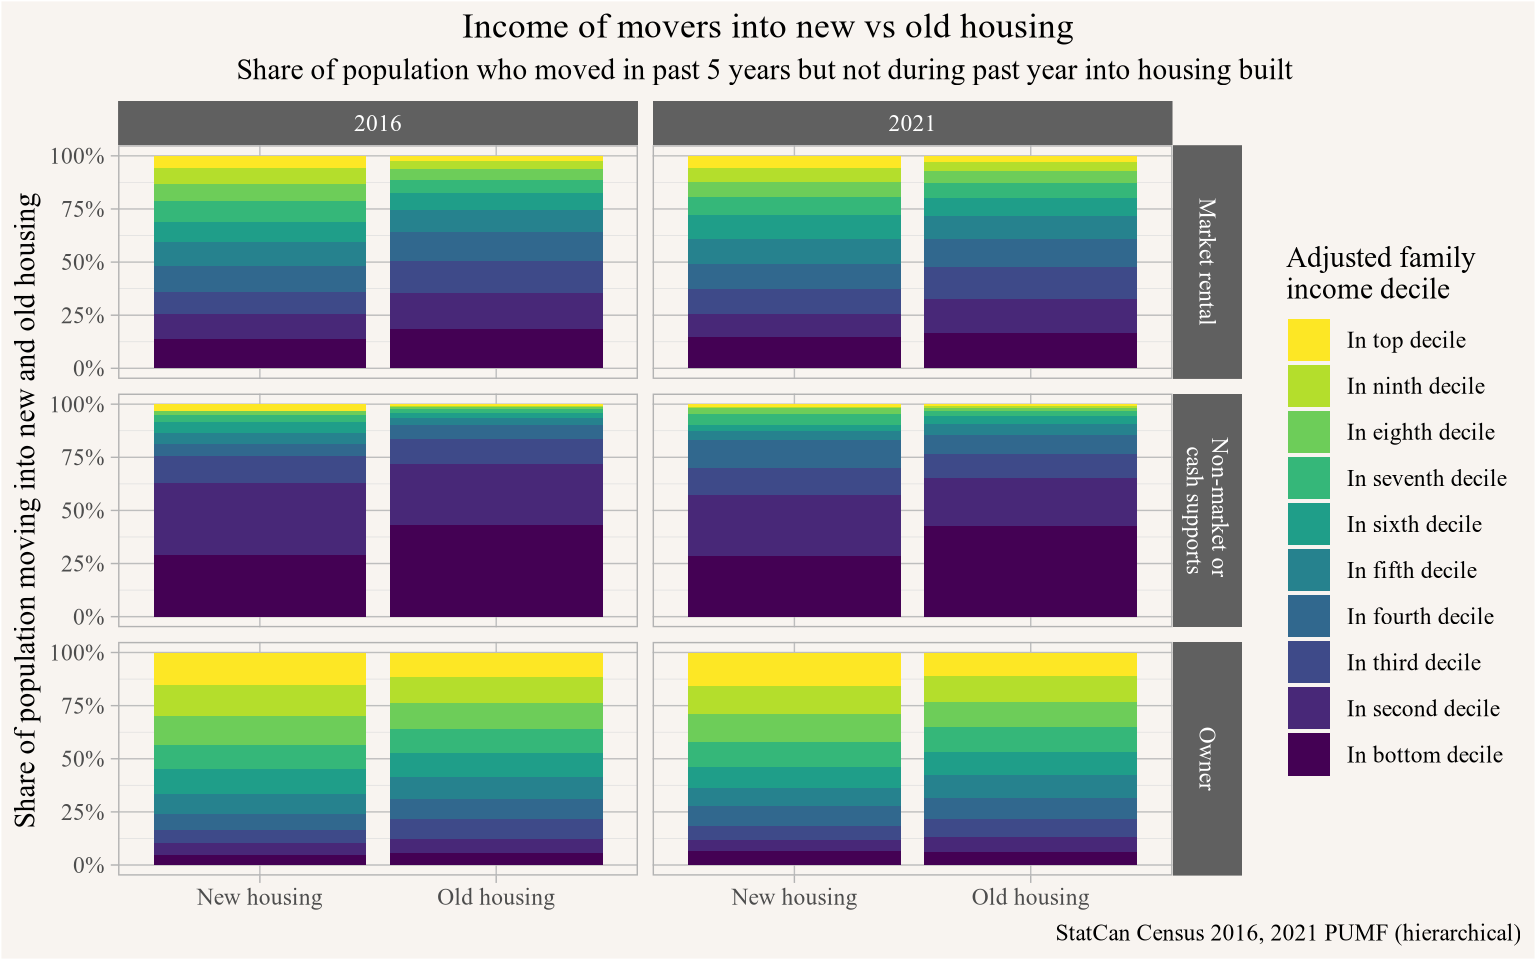 Income of movers into new vs old housing
Share of population who moved in past 5 years but not during past year into housing built
Share of population moving into new and old housing
2016
2021
100%
75%
50%
25%
0%
Market rental
100%
75%
50%
25%
0%
Non-market or
cash supports
100%
75%
50%
25%
0%
Owner
New housing
Old housing
New housing
Old housing
Adjusted family
income decile
In top decile
In ninth decile
In eighth decile
In seventh decile
In sixth decile
In fifth decile
In fourth decile
In third decile
In second decile
In bottom decile
StatCan Census 2016, 2021 PUMF (hierarchical)